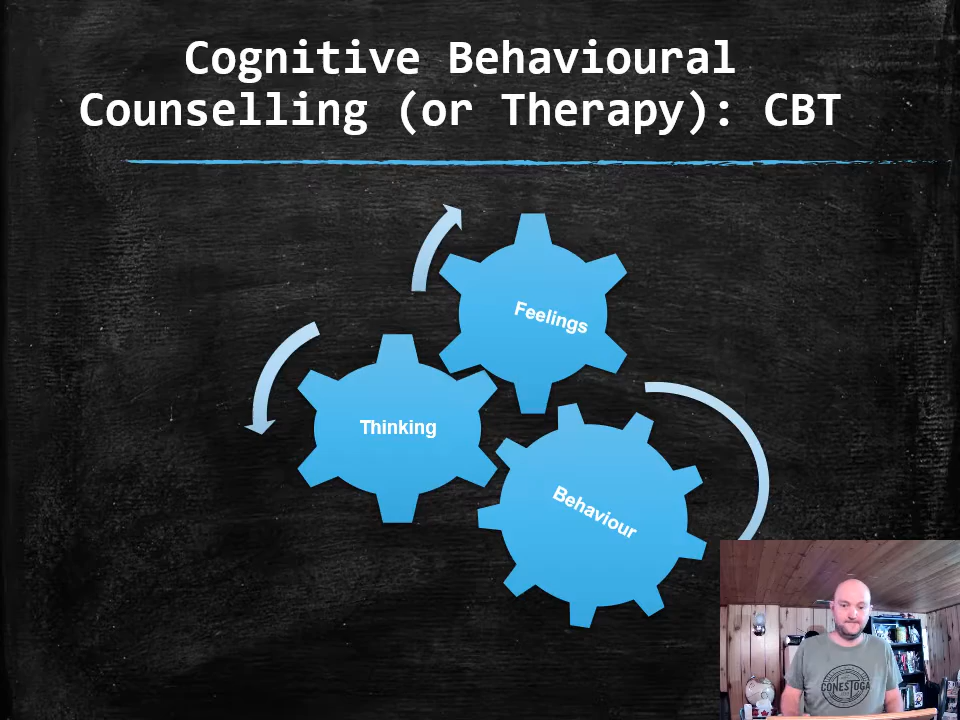 Cognitive Behavioural
Counselling (or Therapy): CBT
Feelings
Thinking
Behaviour
CONESTOGA